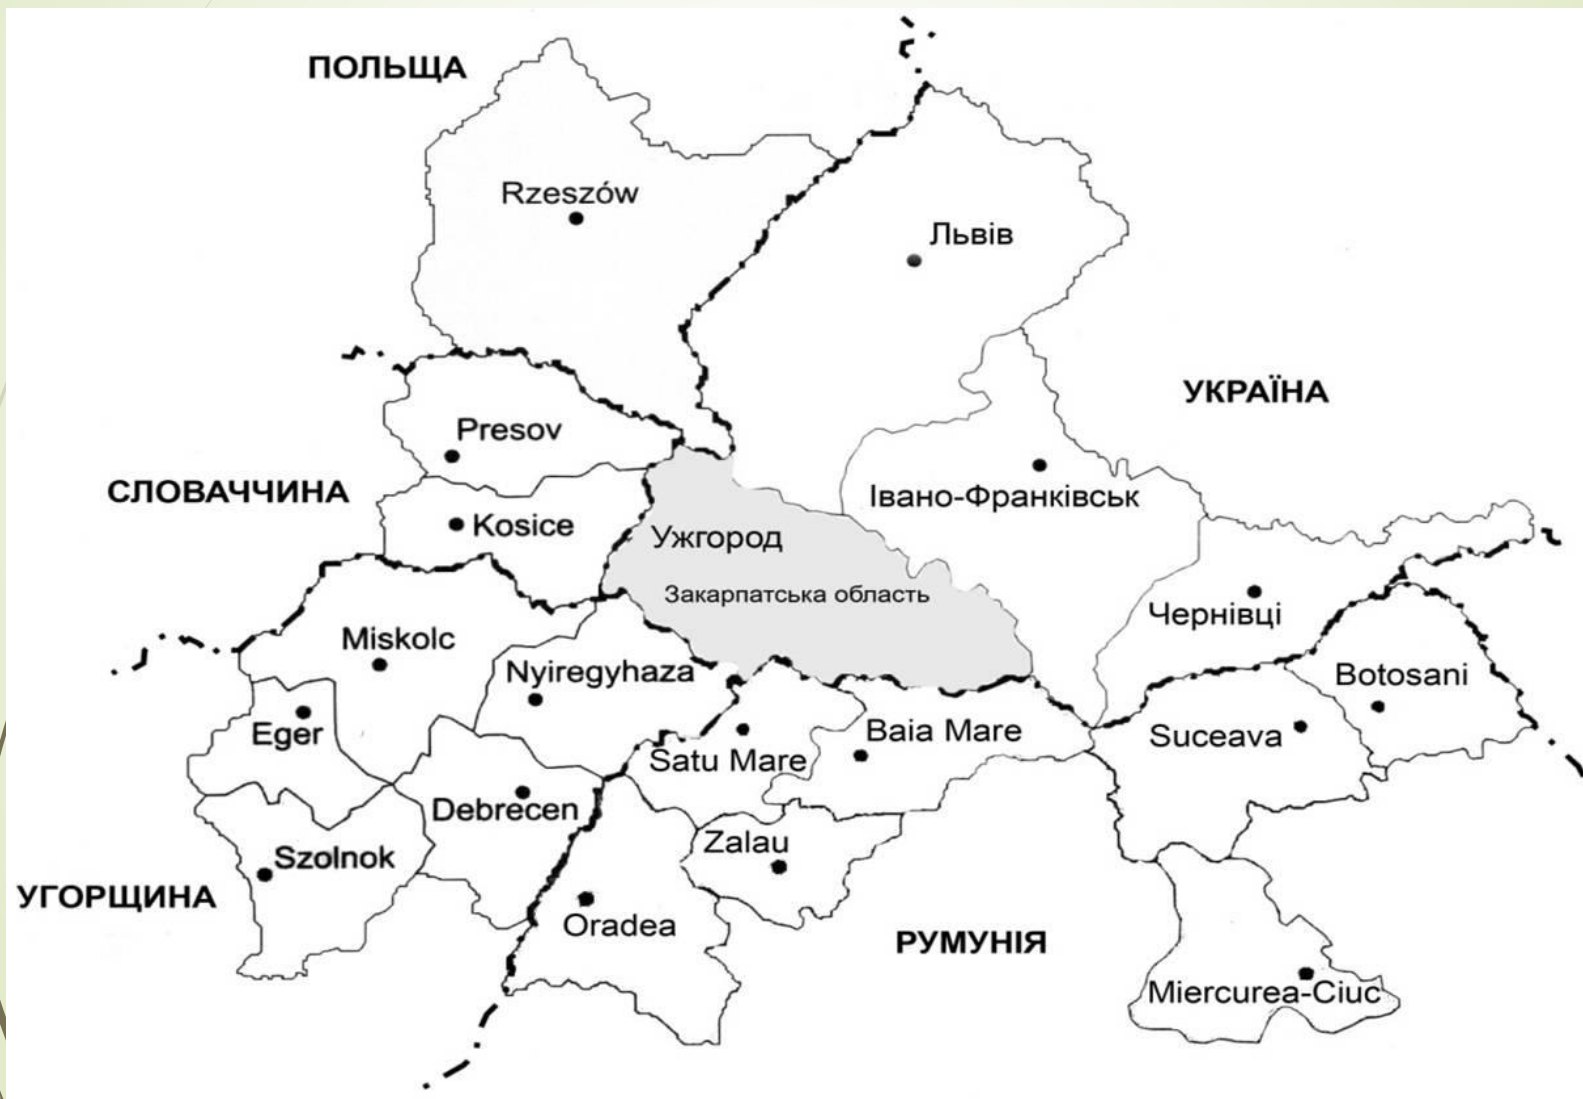 ПОЛЬЩА
Rzeszów
Львів
УКРАЇНА
Presov
СЛОВАЧЧИНА
Івано-Франківськ
Kosice
Ужгород
Закарпатська область
Чернівці
Miskolc
Nyiregyhaza
Botosani
Eger
Baia Mare
Suceava
Satu Mare
Debrecen
Zalau
Szolnok
УГОРЩИНА
Oradea
РУМУНІЯ
Miercurea-Ciuc